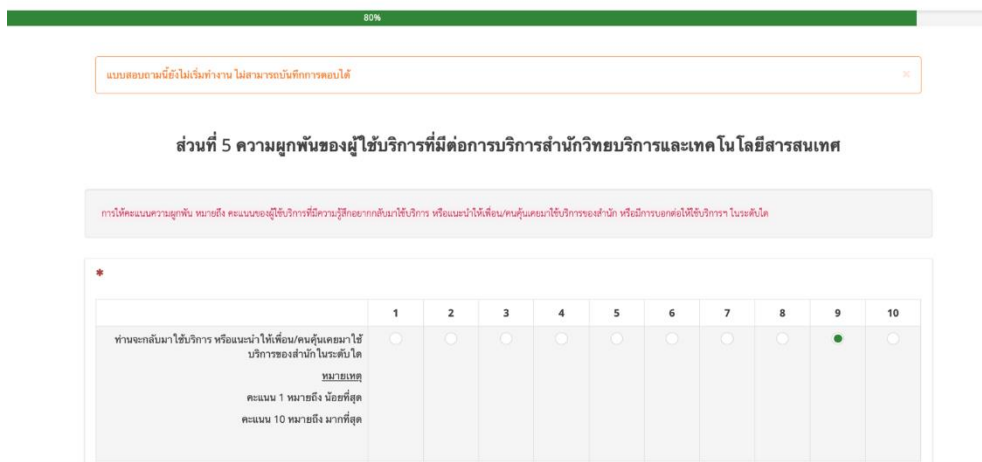 80%
แบบสอบถามนี้ยังไม่เริ่มทำงาน ไม่สามารถบันทึกการตอบได้ ×
ส่วนที่ 5 ความผูกพันของผู้ใช้บริการที่มีต่อการบริการสำนักวิทยบริการและเทคโนโลยีสารสนเทศ
การให้คะแนนความผูกพัน หมายถึง คะแนนของผู้ใช้บริการที่มีความรู้สึกอยากกลับมาใช้บริการ หรือแนะนำให้เพื่อน/คนคุ้นเคยมาใช้บริการของสำนัก หรือมีการบอกต่อให้ใช้บริการฯ ในระดับใด
*
1 2 3 4 5 6 7 8 9 10
ท่านจะกลับมาใช้บริการ หรือแนะนำให้เพื่อน/คนคุ้นเคยมาใช้
บริการของสำนักในระดับใด
หมายเหตุ
คะแนน 1 หมายถึง น้อยที่สุด
คะแนน 10 หมายถึง มากที่สุด